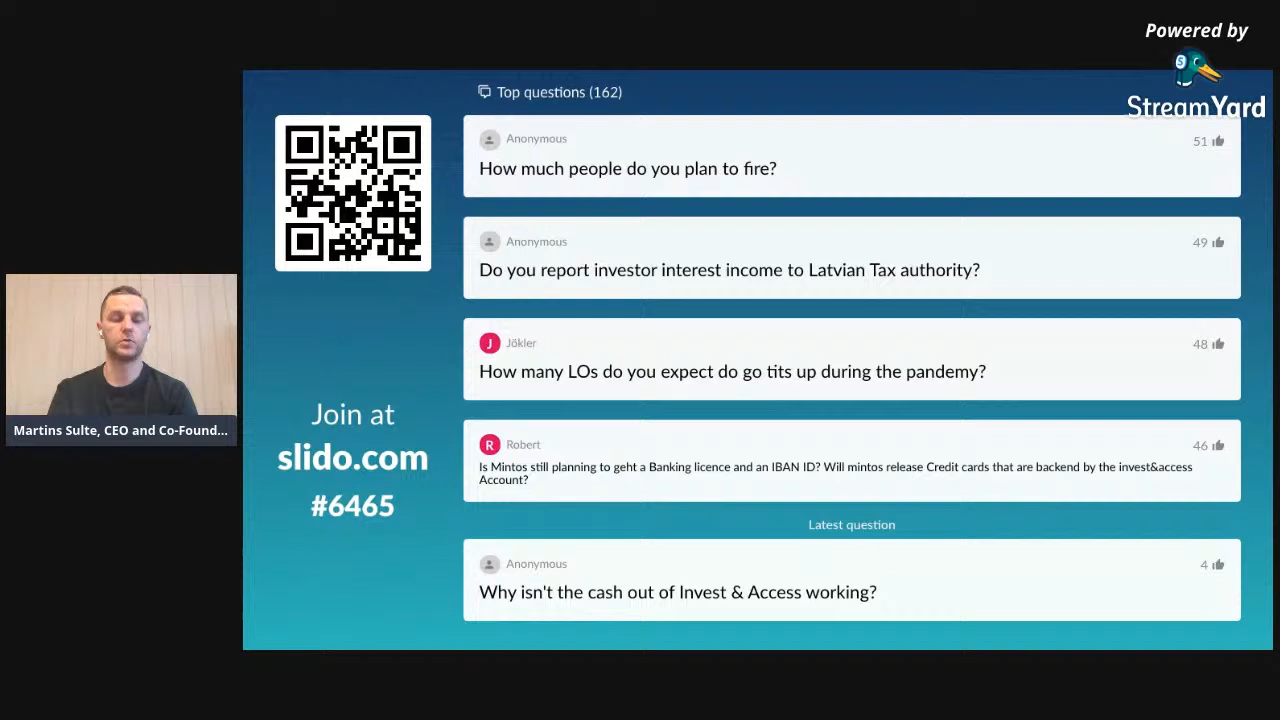 Powered by
StreamYard
Top questions (162)
Anonymous
51
How much people do you plan to fire?
Anonymous
49
Do you report investor interest income to Latvian Tax authority?
J
Jökler
48
How many LOs do you expect do go tits up during the pandemy?
R
Robert
46
Is Mintos still planning to geht a Banking licence and an IBAN ID? Will mintos release Credit cards that are backend by the invest&access
Account?
Latest question
Anonymous
4
Why isn't the cash out of Invest & Access working?
Join at
slido.com
#6465
Martins Sulte, CEO and Co-Found...